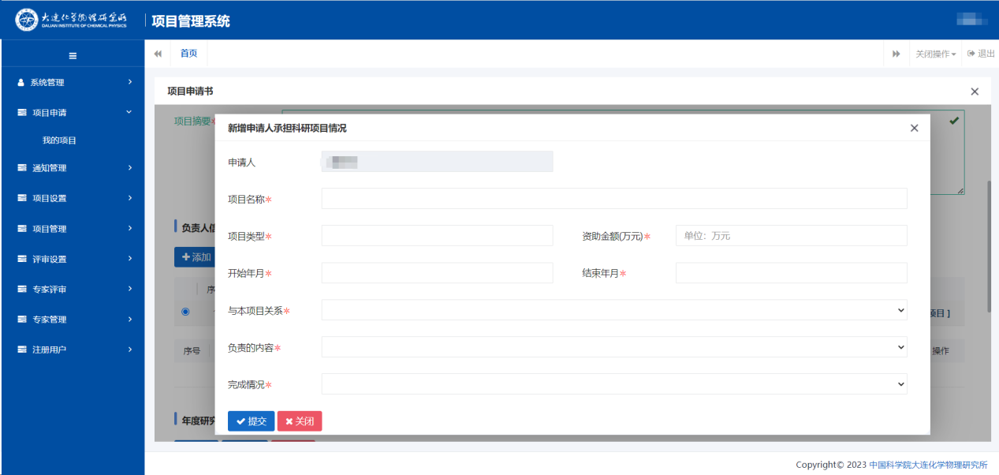 大连化学物理研究所
DALIAN INSTITUTE OF CHEMICAL PHYSICS
项目管理系统
首页
关闭操作
退出
系统管理
项目申请
我的项目
通知管理
项目设置
项目管理
评审设置
专家评审
专家管理
注册用户
项目申请书
项目摘要*
新增申请人承担科研项目情况
申请人
项目名称*
项目类型*
资助金额(万元)*
单位：万元
开始年月*
结束年月*
与本项目关系*
负责的内容*
完成情况*
提交
关闭
负责人信
添加
序
项目 ]
序号
操作
年度研究
Copyright© 2023 中国科学院大连化学物理研究所